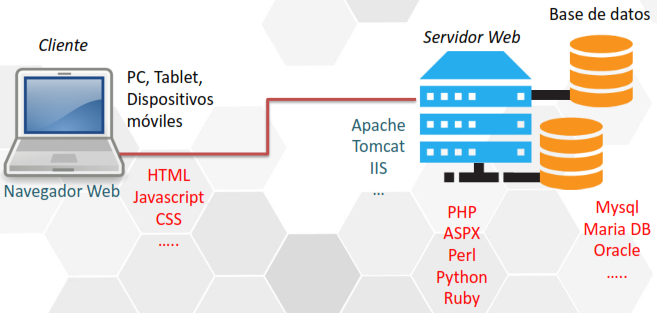 Cliente
PC, Tablet,
Dispositivos
móviles
Navegador Web
HTML
Javascript
CSS
.....
Servidor Web
Apache
Tomcat
IIS
...
PHP
ASPX
Perl
Python
Ruby
Base de datos
Mysql
Maria DB
Oracle
.....